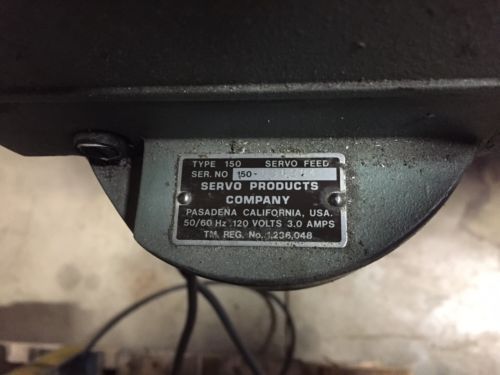 TYPE 150 SERVO FEED
SER. NO 150-
SERVO PRODUCTS
COMPANY
PASADENA CALIFORNIA, USA.
50/60 Hz 120 VOLTS 3.0 AMPS
TM. REG. No. 1,236,048